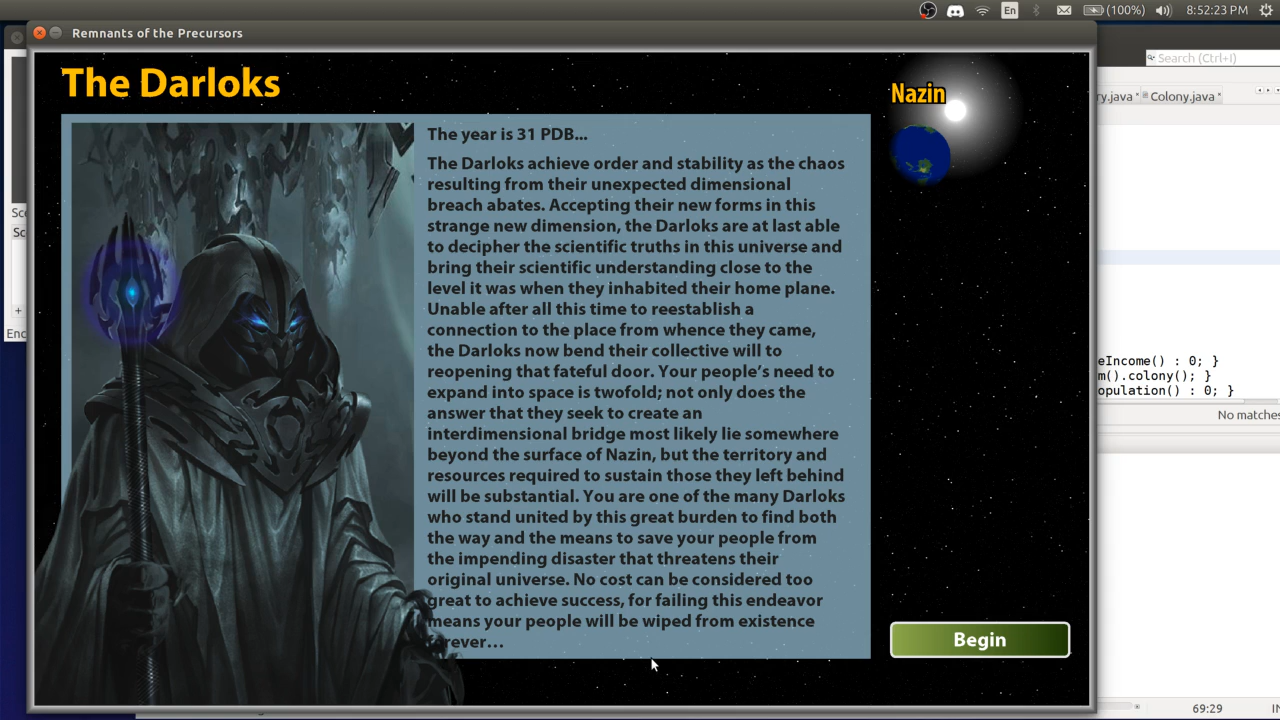 En
(100%)
8:52:23 PM
Remnants of the Precursors
Search (Ctrl+I)
The Darloks
Nazin
Colony.java
The year is 31 PDB...
The Darloks achieve order and stability as the chaos
resulting from their unexpected dimensional
breach abates. Accepting their new forms in this
strange new dimension, the Darloks are at last able
to decipher the scientific truths in this universe and
bring their scientific understanding close to the
level it was when they inhabited their home plane.
Unable after all this time to reestablish a
connection to the place from whence they came,
the Darloks now bend their collective will to
reopening that fateful door. Your people’s need to
expand into space is twofold; not only does the
answer that they seek to create an
interdimensional bridge most likely lie somewhere
beyond the surface of Nazin, but the territory and
resources required to sustain those they left behind
will be substantial. You are one of the many Darloks
who stand united by this great burden to find both
the way and the means to save your people from
the impending disaster that threatens their
original universe. No cost can be considered too
great to achieve success, for failing this endeavor
means your people will be wiped from existence
forever…
Begin
eIncome() : 0; }
m().colony(); }
opulation() : 0; }
No matches
69:29